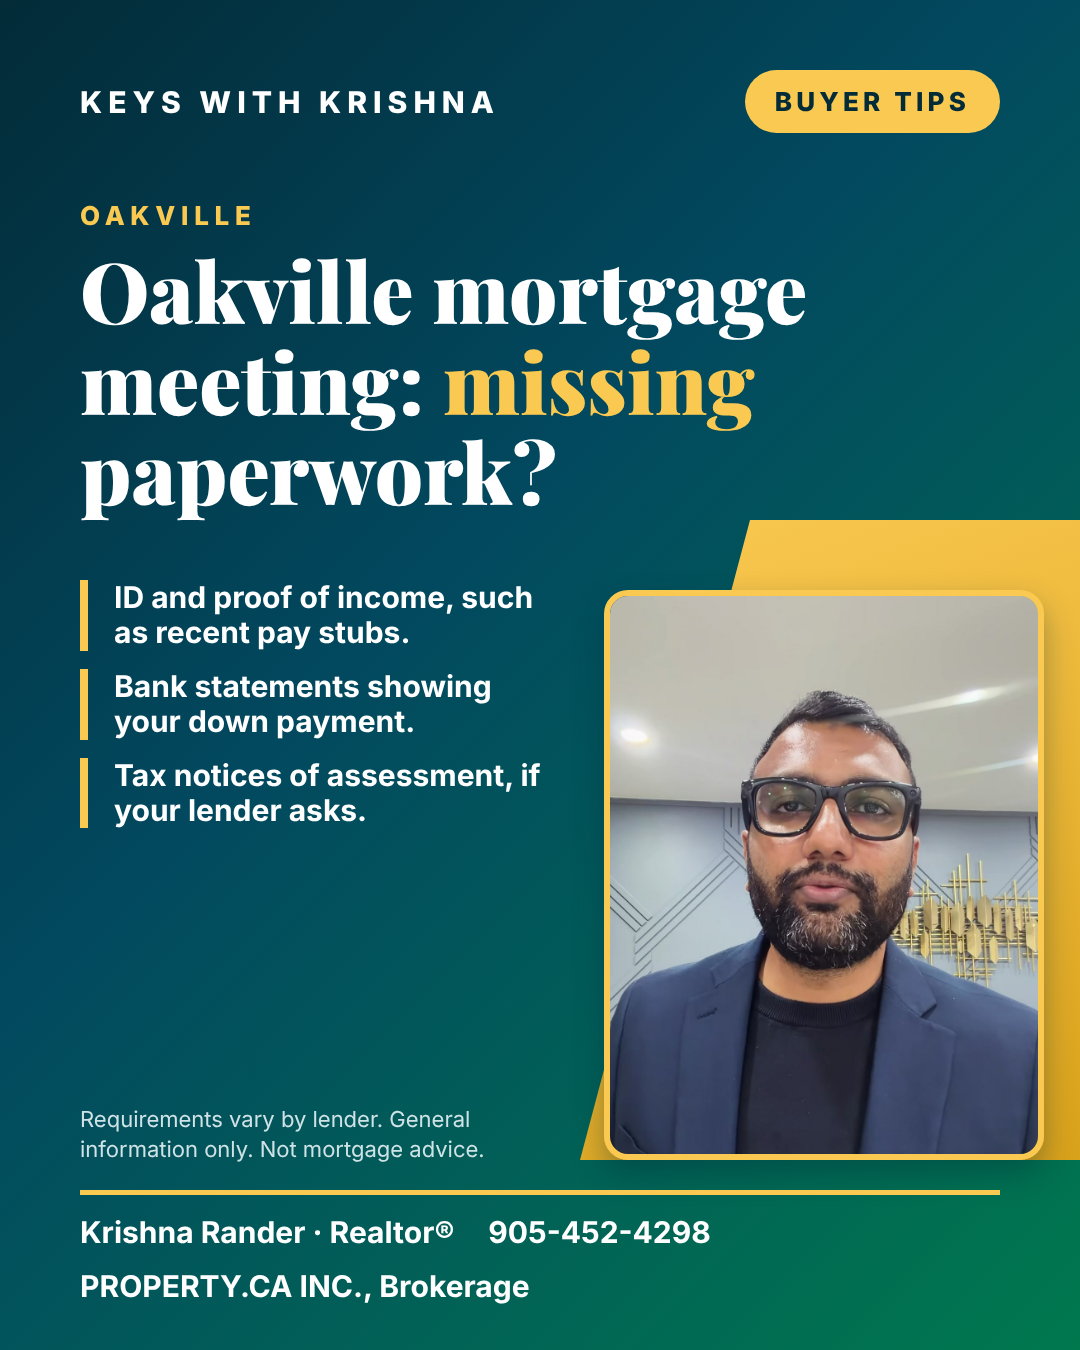 KEYS WITH KRISHNA
BUYER TIPS
OAKVILLE
Oakville mortgage
meeting: missing
paperwork?
ID and proof of income, such
as recent pay stubs.
Bank statements showing
your down payment.
Tax notices of assessment, if
your lender asks.
Requirements vary by lender. General
information only. Not mortgage advice.
Krishna Rander · Realtor® 905-452-4298
PROPERTY.CA INC., Brokerage